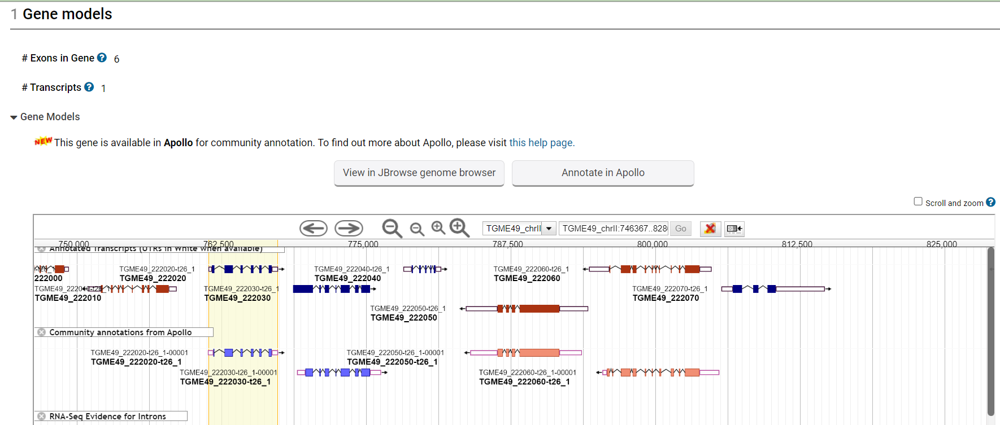 1 Gene models
# Exons in Gene ? 6
# Transcripts ? 1
Gene Models
NEW This gene is available in Apollo for community annotation. To find out more about Apollo, please visit this help page.
View in JBrowse genome browser
Annotate in Apollo
Scroll and zoom ?
TGME49_chrII
TGME49_chrII:746367..828
Go
750,000
762,500
775,000
787,500
800,000
812,500
825,000
Annotated Transcripts (UTRs in White when available)
TGME49_222020-t26_1
TGME49_222040-t26_1
TGME49_222060-t26_1
222000
TGME49_222020
TGME49_222040
TGME49_222060
TGME49_222030-t26_1
TGME49_222070-t26_1
TGME49_222010
TGME49_222030
TGME49_222070
TGME49_222050-t26_1
TGME49_222050
Community annotations from Apollo
TGME49_222020-t26_1-00001
TGME49_222050-t26_1-00001
TGME49_222020-t26_1
TGME49_222050-t26_1
TGME49_222030-t26_1-00001
TGME49_222060-t26_1-00001
TGME49_222030-t26_1
TGME49_222060-t26_1
RNA-Seq Evidence for Introns